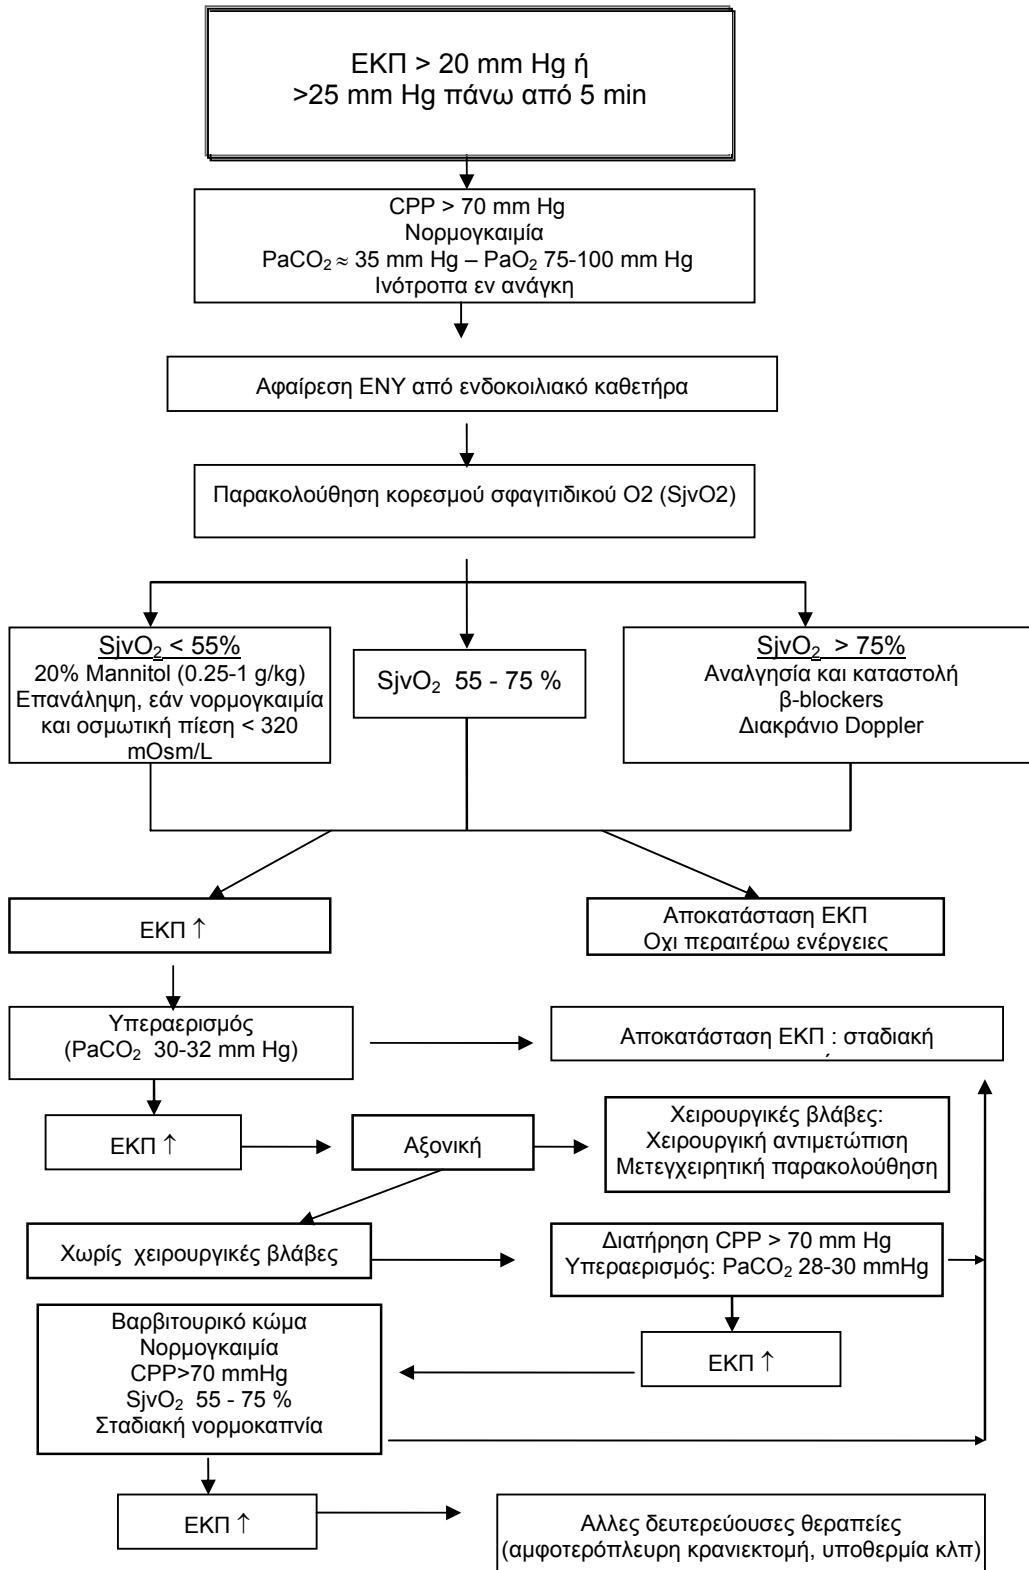 ΕΚΠ > 20 mm Hg ή
>25 mm Hg πάνω από 5 min
CPP > 70 mm Hg
Νορμογκαιμία
PaCO₂ ≈ 35 mm Hg – PaO₂ 75-100 mm Hg
Ινότροπα εν ανάγκη
Αφαίρεση ΕΝΥ από ενδοκοιλιακό καθετήρα
Παρακολούθηση κορεσμού σφαγιτιδικού Ο2 (SjvO2)
SjvO₂ < 55%
20% Mannitol (0.25-1 g/kg)
Επανάληψη, εάν νορμογκαιμία
και οσμωτική πίεση < 320
mOsm/L
SjvO₂ 55 - 75 %
SjvO₂ > 75%
Αναλγησία και καταστολή
β-blockers
Διακράνιο Doppler
ΕΚΠ ↑
Αποκατάσταση ΕΚΠ
Οχι περαιτέρω ενέργειες
Υπεραερισμός
(PaCO₂ 30-32 mm Hg)
Αποκατάσταση ΕΚΠ : σταδιακή
ΕΚΠ ↑
Αξονική
Χειρουργικές βλάβες:
Χειρουργική αντιμετώπιση
Μετεγχειρητική παρακολούθηση
Χωρίς χειρουργικές βλάβες
Διατήρηση CPP > 70 mm Hg
Υπεραερισμός: PaCO₂ 28-30 mmHg
Βαρβιτουρικό κώμα
Νορμογκαιμία
CPP>70 mmHg
SjvO₂ 55 - 75 %
Σταδιακή νορμοκαπνία
ΕΚΠ ↑
ΕΚΠ ↑
Αλλες δευτερεύουσες θεραπείες
(αμφοτερόπλευρη κρανιεκτομή, υποθερμία κλπ)